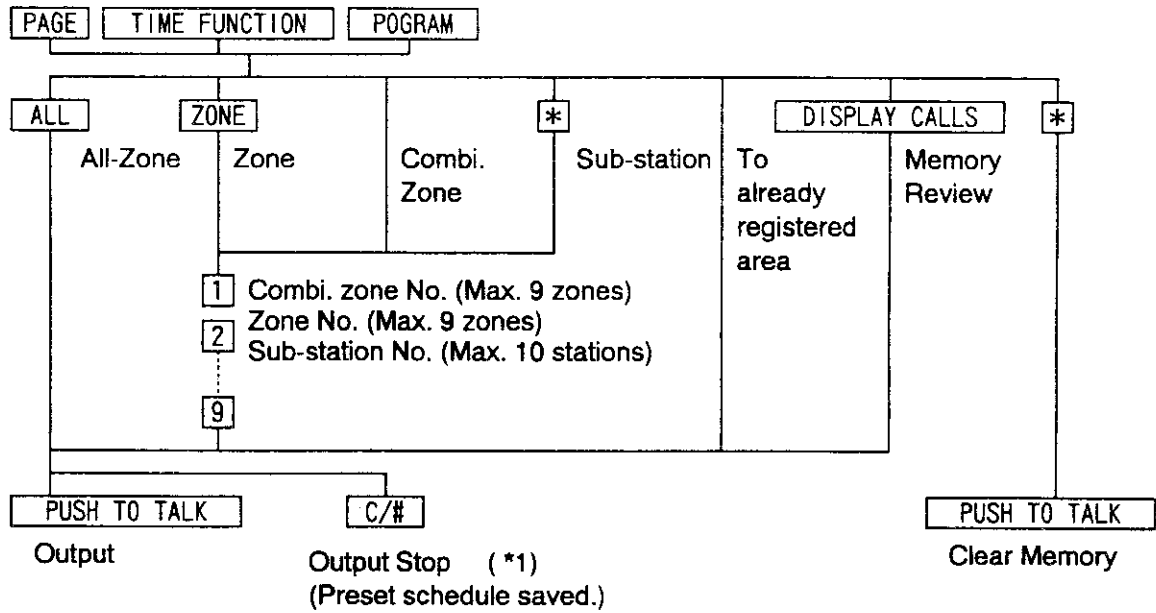 PAGE TIME FUNCTION POGRAM
ALL ZONE * DISPLAY CALLS *
All-Zone Zone Combi. Zone Sub-station To already registered area Memory Review
1 Combi. zone No. (Max. 9 zones)
Zone No. (Max. 9 zones)
2 Sub-station No. (Max. 10 stations)
9
PUSH TO TALK C/# PUSH TO TALK
Output Output Stop ( *1) Clear Memory
(Preset schedule saved.)